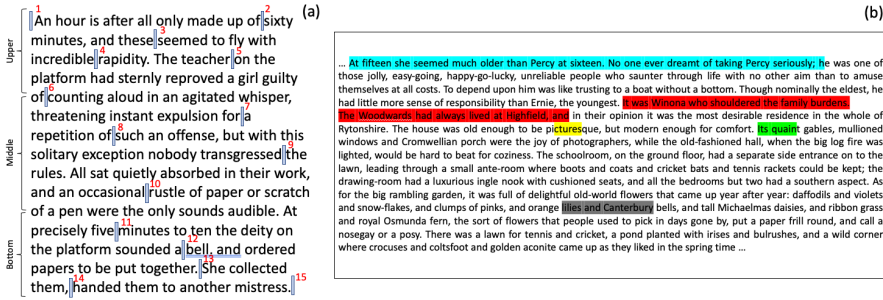 (a)
1 2
An hour is after all only made up of sixty
3
minutes, and these seemed to fly with
4 5
incredible rapidity. The teacher on the
platform had sternly reproved a girl guilty
6
of counting aloud in an agitated whisper,
7
threatening instant expulsion for a
8
repetition of such an offense, but with this
9
solitary exception nobody transgressed the
rules. All sat quietly absorbed in their work,
10
and an occasional rustle of paper or scratch
of a pen were the only sounds audible. At
11
precisely five minutes to ten the deity on
12
the platform sounded a bell, and ordered
13
papers to be put together. She collected
14 15
them, handed them to another mistress.
Upper
Middle
Bottom
(b)
... At fifteen she seemed much older than Percy at sixteen. No one ever dreamt of taking Percy seriously; he was one of
those jolly, easy-going, happy-go-lucky, unreliable people who saunter through life with no other aim than to amuse
themselves at all costs. To depend upon him was like trusting to a boat without a bottom. Though nominally the eldest, he
had little more sense of responsibility than Ernie, the youngest. It was Winona who shouldered the family burdens.
The Woodwards had always lived at Highfield, and in their opinion it was the most desirable residence in the whole of
Rytonshire. The house was old enough to be picturesque, but modern enough for comfort. Its quaint gables, mullioned
windows and Cromwellian porch were the joy of photographers, while the old-fashioned hall, when the big log fire was
lighted, would be hard to beat for coziness. The schoolroom, on the ground floor, had a separate side entrance on to the
lawn, leading through a small ante-room where boots and coats and cricket bats and tennis rackets could be kept; the
drawing-room had a luxurious ingle nook with cushioned seats, and all the bedrooms but two had a southern aspect. As
for the big rambling garden, it was full of delightful old-world flowers that came up year after year: daffodils and violets
and snow-flakes, and clumps of pinks, and orange lilies and Canterbury bells, and tall Michaelmas daisies, and ribbon grass
and royal Osmunda fern, the sort of flowers that people used to pick in days gone by, put a paper frill round, and call a
nosegay or a posy. There was a lawn for tennis and cricket, a pond planted with irises and bulrushes, and a wild corner
where crocuses and coltsfoot and golden aconite came up as they liked in the spring time ...